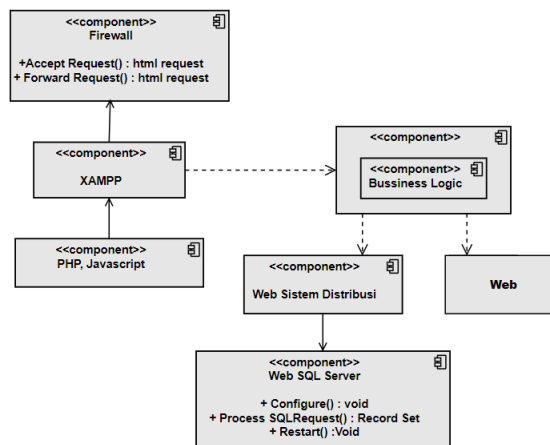 <<component>>
Firewall
+Accept Request() : html request
+ Forward Request() : html request
<<component>>
XAMPP
<<component>>
<<component>>
Bussiness Logic
<<component>>
PHP, Javascript
<<component>>
Web Sistem Distribusi
Web
<<component>>
Web SQL Server
+ Configure() : void
+ Process SQLRequest() : Record Set
+ Restart() :Void